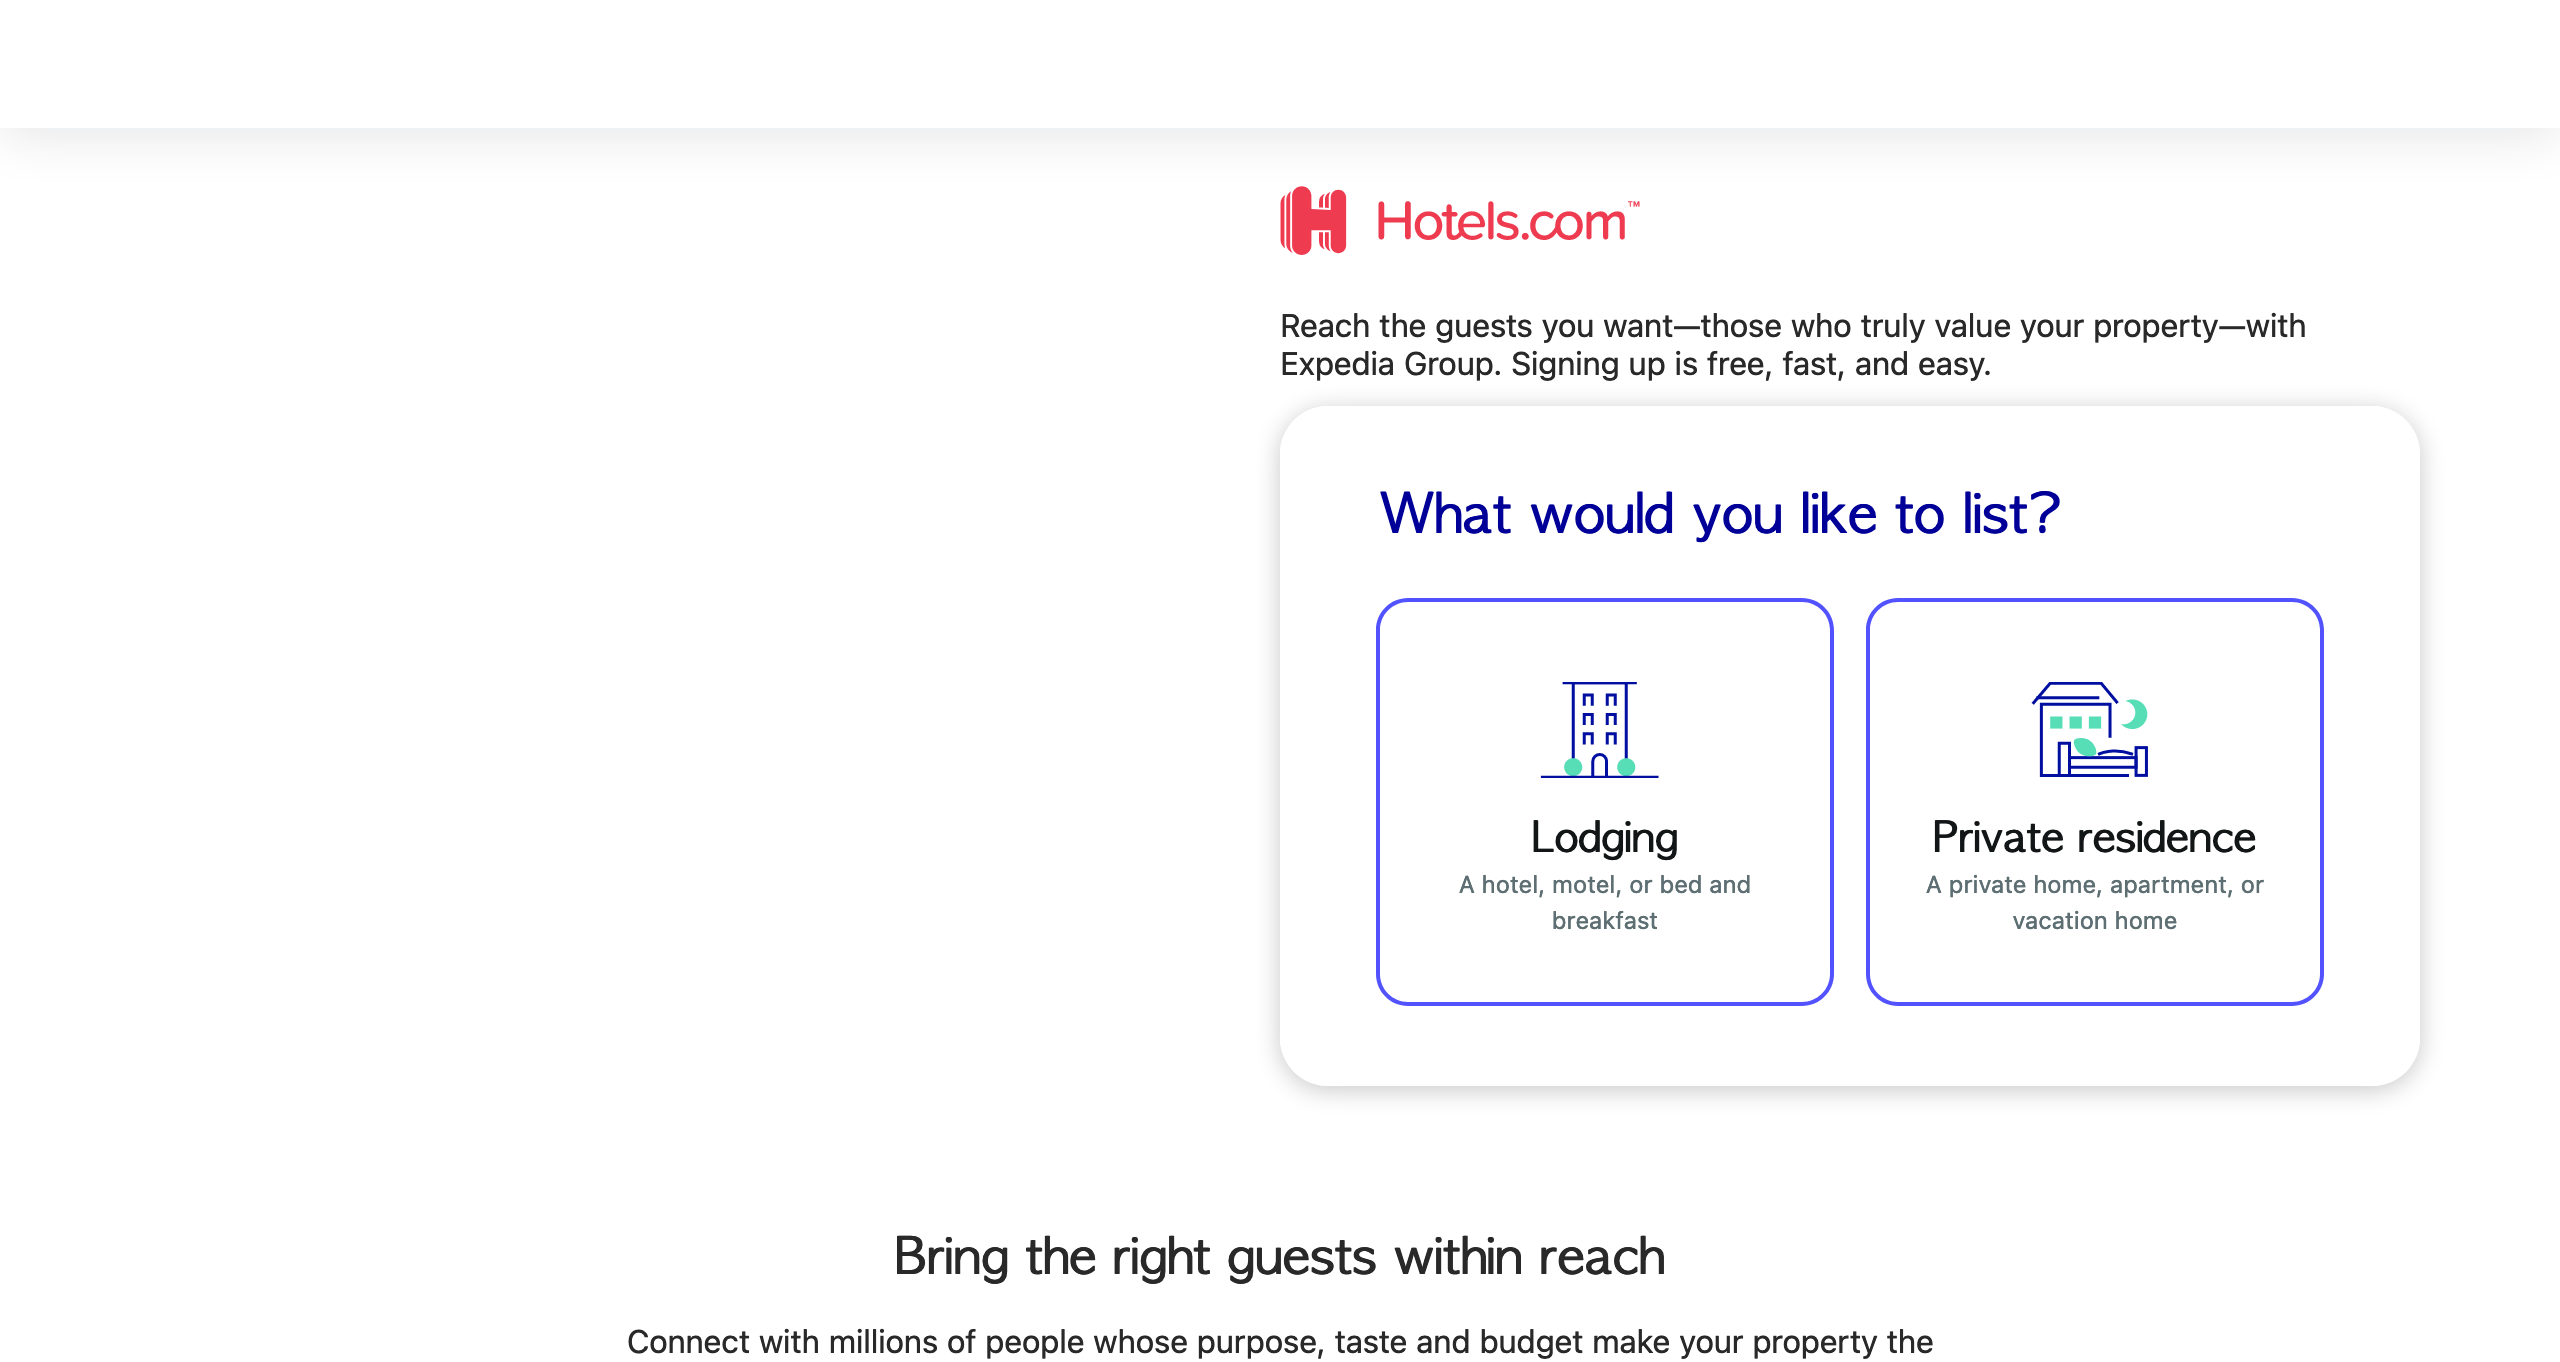 Hotels.com™
Reach the guests you want—those who truly value your property—with
Expedia Group. Signing up is free, fast, and easy.
What would you like to list?
Lodging
A hotel, motel, or bed and
breakfast
Private residence
A private home, apartment, or
vacation home
Bring the right guests within reach
Connect with millions of people whose purpose, taste and budget make your property the